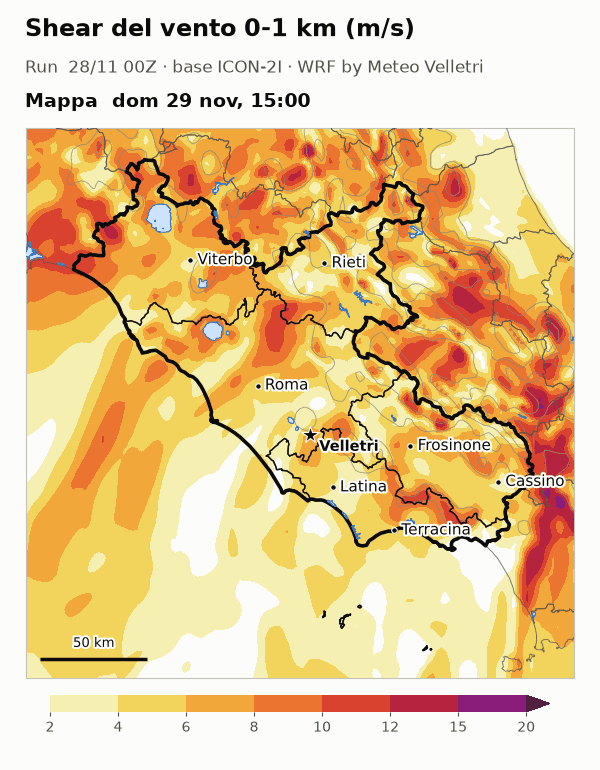 Shear del vento 0-1 km (m/s)
Run  28/11 00Z · base ICON-2I · WRF by Meteo Velletri
Mappa  dom 29 nov, 15:00
Viterbo
Rieti
Roma
Velletri
Frosinone
Cassino
Latina
Terracina
50 km
2 4 6 8 10 12 15 20